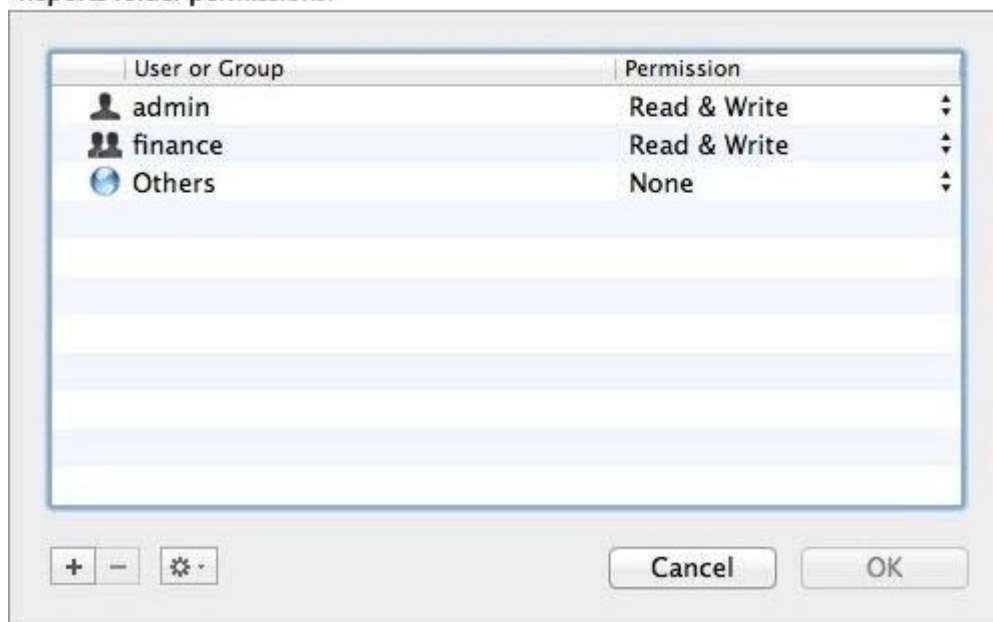 User or Group Permission
admin Read & Write
finance Read & Write
Others None
+ −
Cancel OK